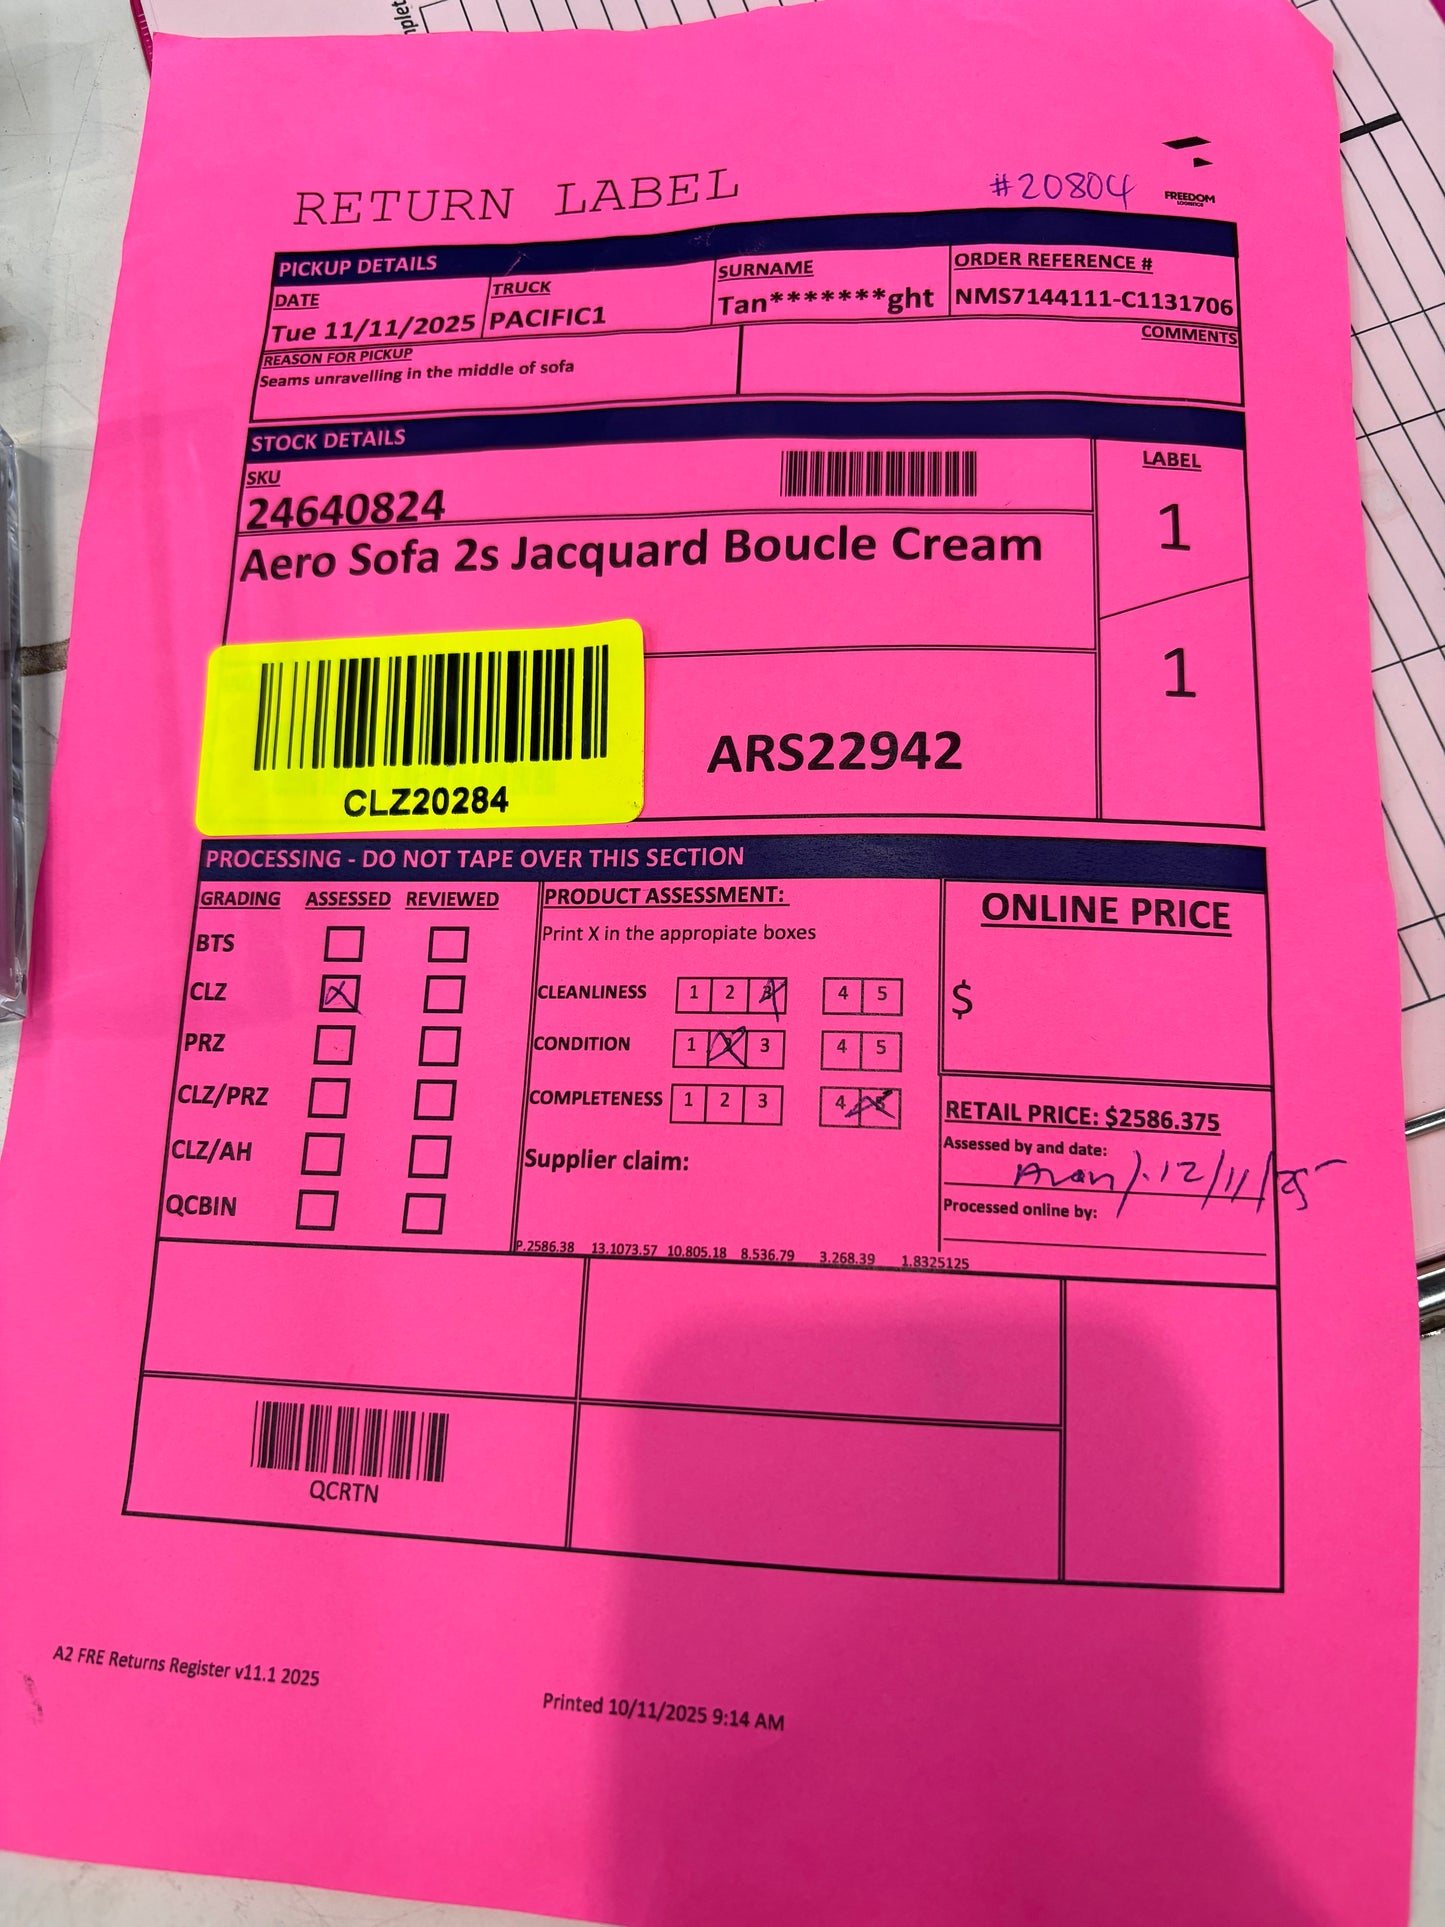 mplet
RETURN LABEL
#20804
FREEDOM
LOGISTICS
PICKUP DETAILS
DATE TRUCK SURNAME ORDER REFERENCE #
Tue 11/11/2025 PACIFIC1 Tan*******ght NMS7144111-C1131706
REASON FOR PICKUP COMMENTS
Seams unravelling in the middle of sofa
STOCK DETAILS
SKU LABEL
24640824
1
Aero Sofa 2s Jacquard Boucle Cream
1
ARS22942
CLZ20284
PROCESSING - DO NOT TAPE OVER THIS SECTION
GRADING ASSESSED REVIEWED PRODUCT ASSESSMENT: ONLINE PRICE
BTS Print X in the appropiate boxes
CLZ X CLEANLINESS 1 2 3 4 5 $
PRZ CONDITION 1 2 3 4 5
CLZ/PRZ COMPLETENESS 1 2 3 4 5 RETAIL PRICE: $2586.375
Assessed by and date:
CLZ/AH Supplier claim: 12/11/25
QCBIN Processed online by:
P.2586.38 13.1073.57 10.805.18 8.536.79 3.268.39 1.8325125
QCRTN
A2 FRE Returns Register v11.1 2025
Printed 10/11/2025 9:14 AM